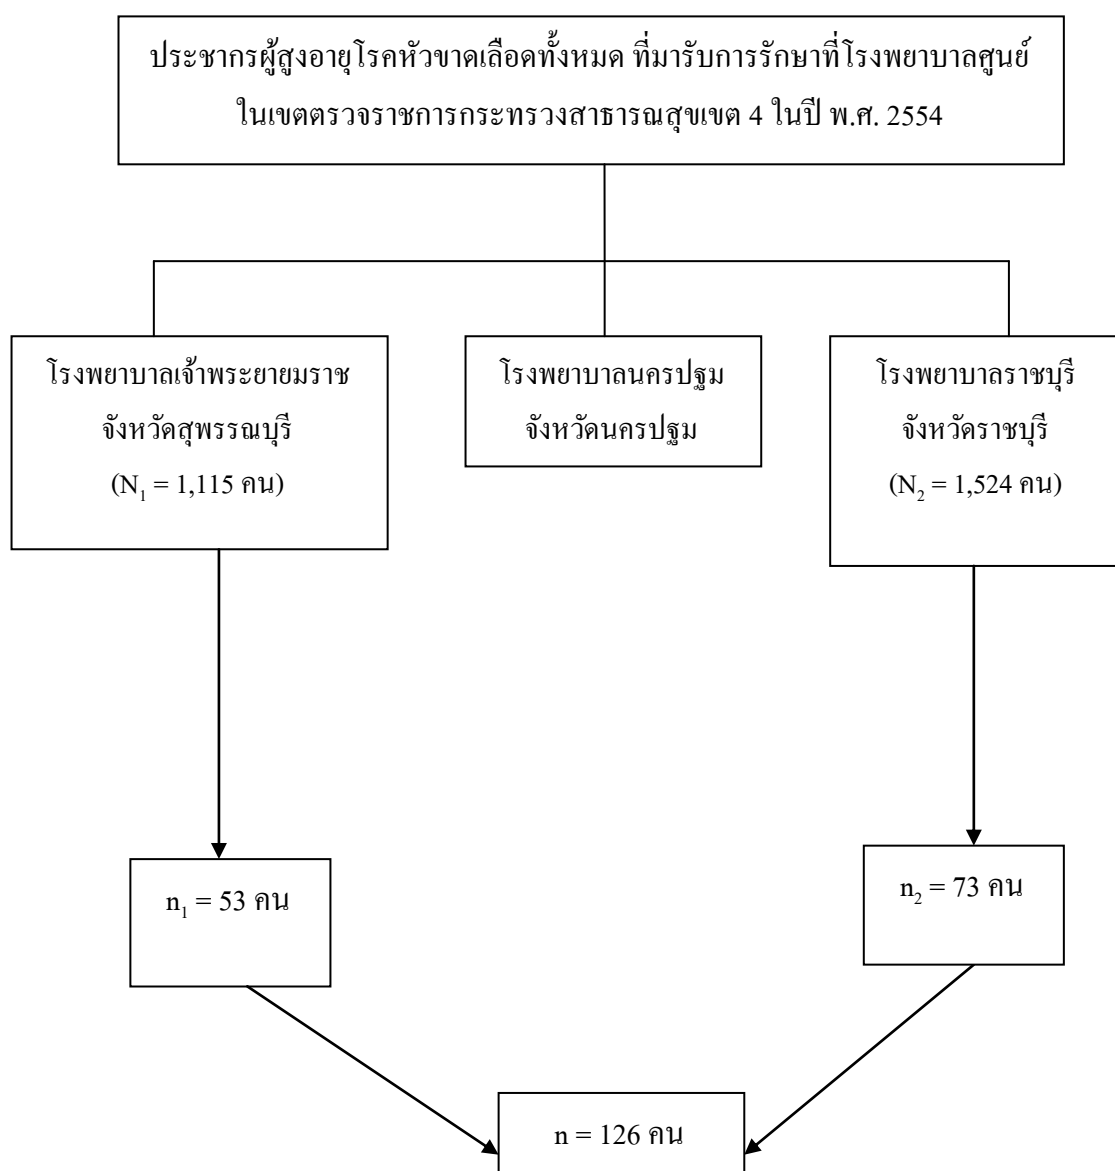 ประชากรผู้สูงอายุโรคหัวขาดเลือดทั้งหมด ที่มารับการรักษาที่โรงพยาบาลศูนย์
ในเขตตรวจราชการกระทรวงสาธารณสุขเขต 4 ในปี พ.ศ. 2554
โรงพยาบาลเจ้าพระยายมราช
จังหวัดสุพรรณบุรี
(N₁ = 1,115 คน)
โรงพยาบาลนครปฐม
จังหวัดนครปฐม
โรงพยาบาลราชบุรี
จังหวัดราชบุรี
(N₂ = 1,524 คน)
n₁ = 53 คน
n₂ = 73 คน
n = 126 คน